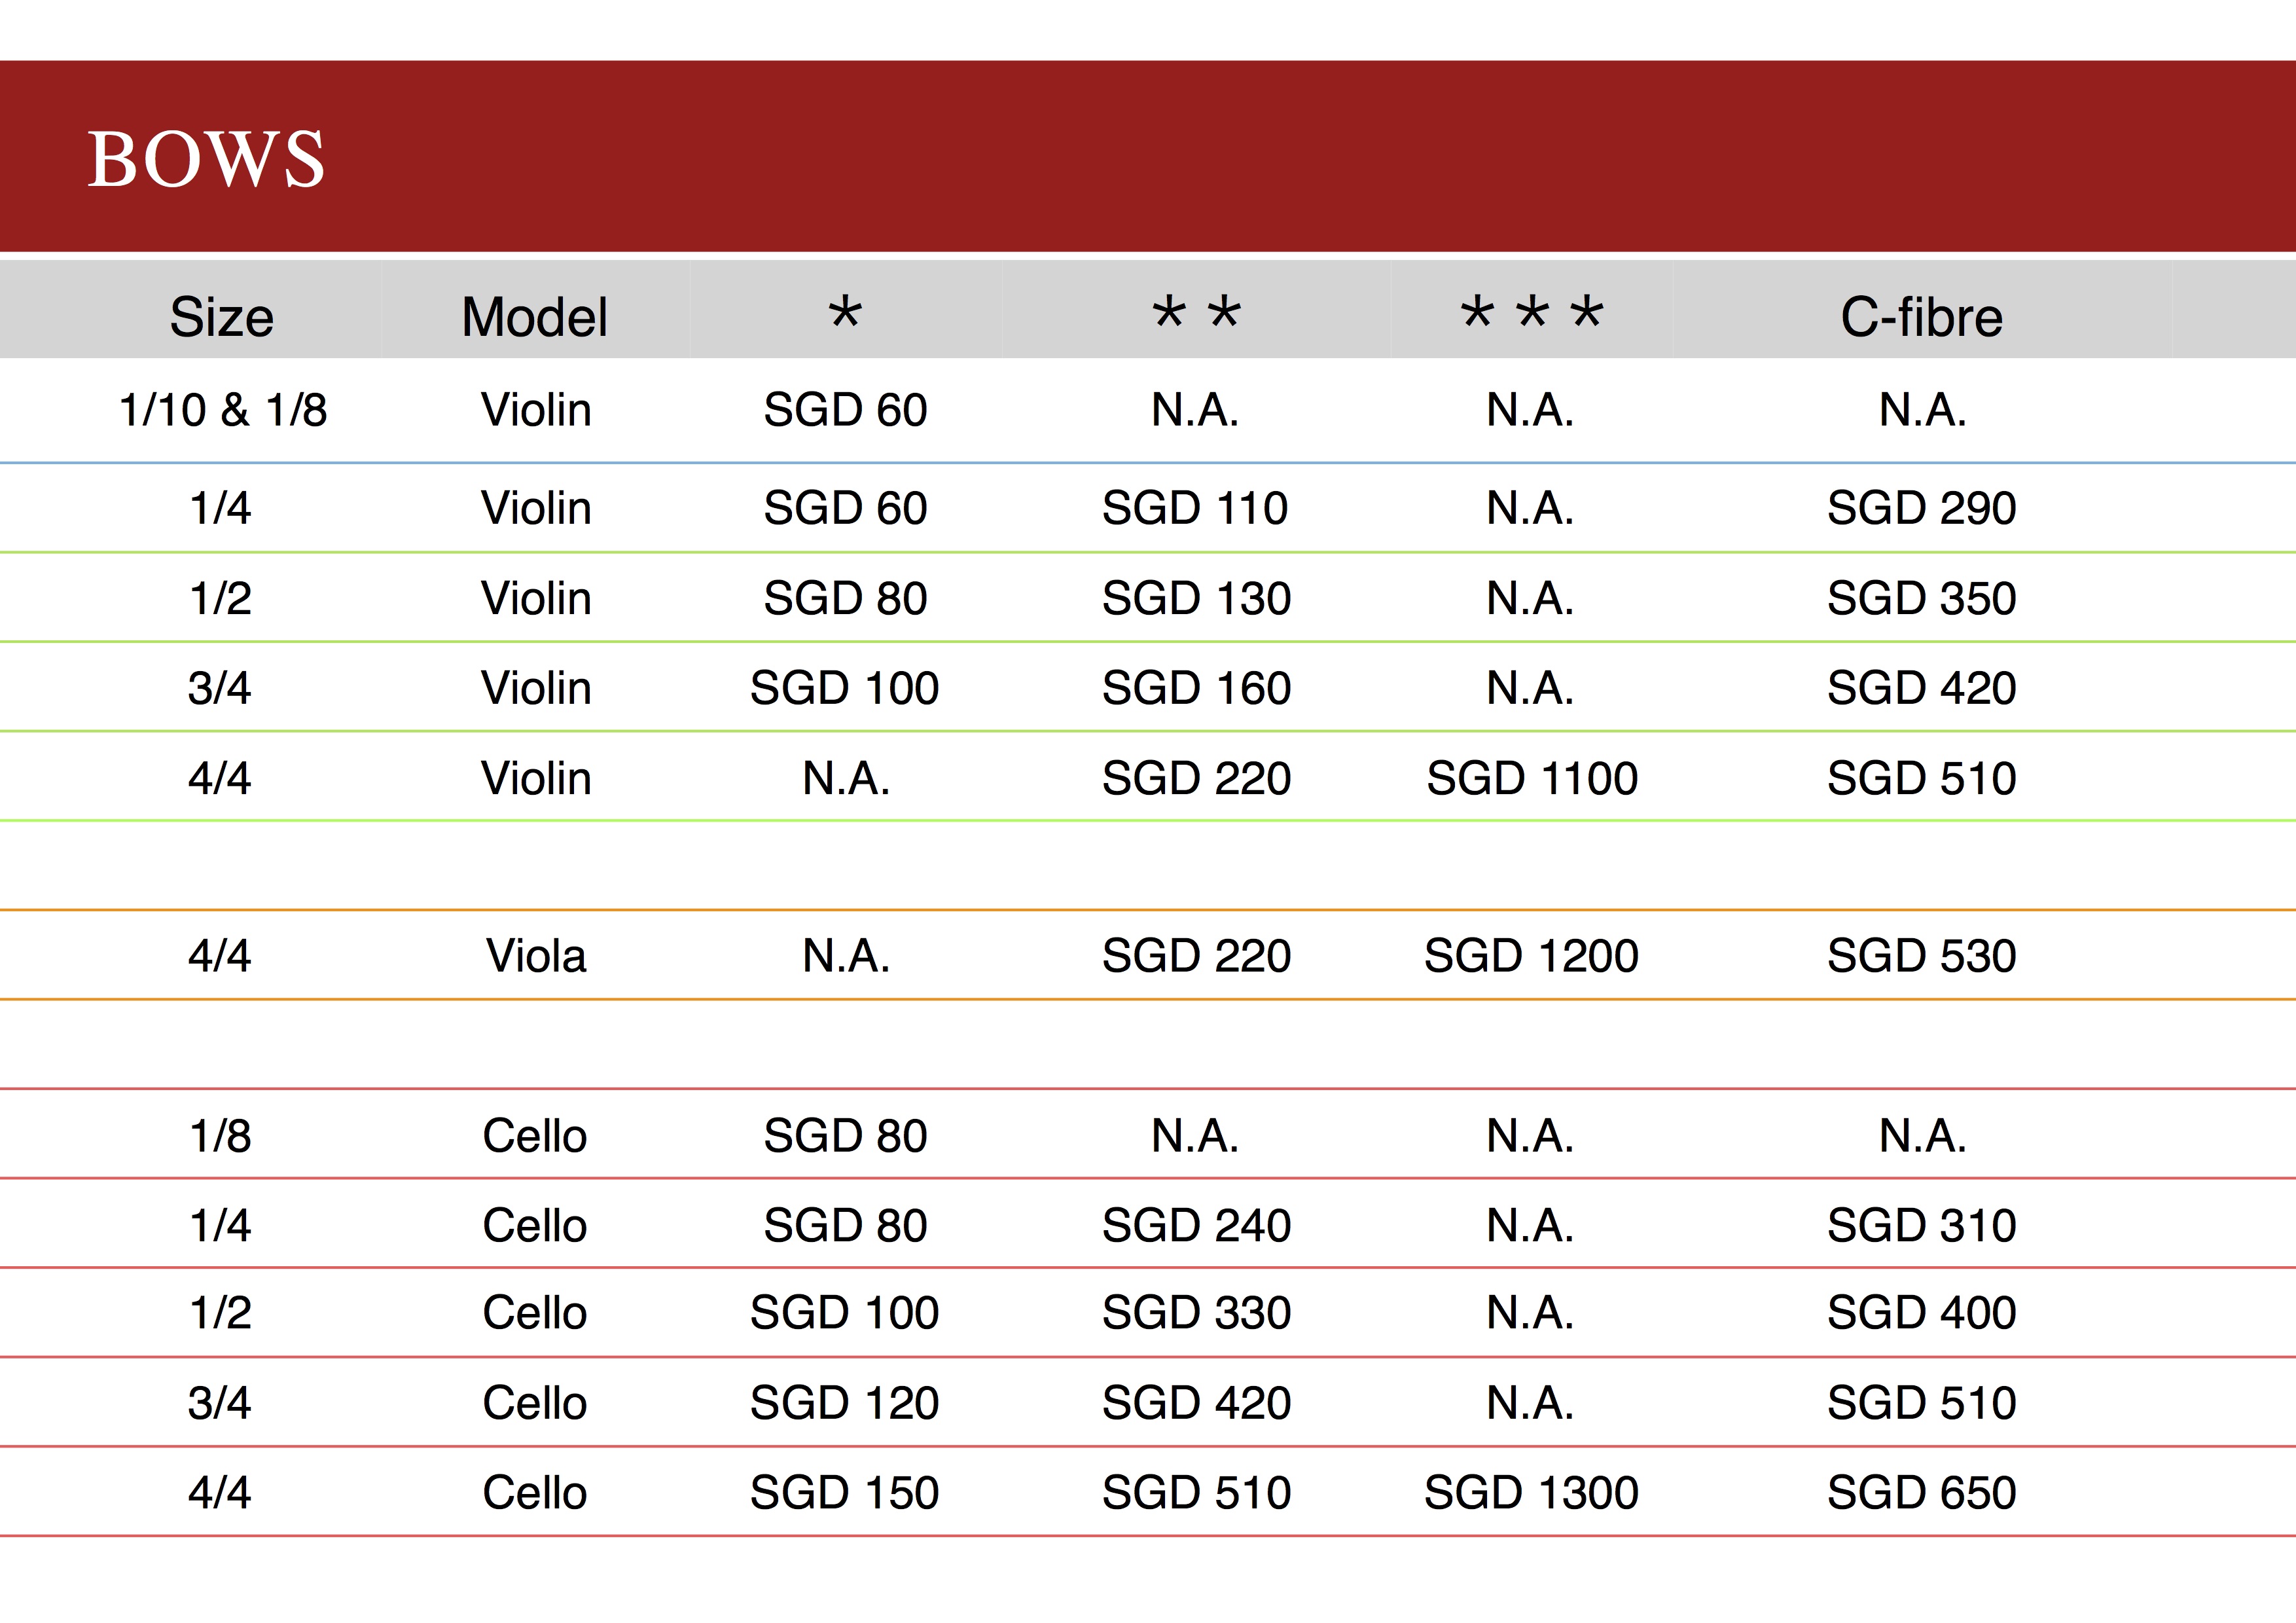 BOWS
Size Model * ** *** C-fibre
1/10 & 1/8 Violin SGD 60 N.A. N.A. N.A.
1/4 Violin SGD 60 SGD 110 N.A. SGD 290
1/2 Violin SGD 80 SGD 130 N.A. SGD 350
3/4 Violin SGD 100 SGD 160 N.A. SGD 420
4/4 Violin N.A. SGD 220 SGD 1100 SGD 510
4/4 Viola N.A. SGD 220 SGD 1200 SGD 530
1/8 Cello SGD 80 N.A. N.A. N.A.
1/4 Cello SGD 80 SGD 240 N.A. SGD 310
1/2 Cello SGD 100 SGD 330 N.A. SGD 400
3/4 Cello SGD 120 SGD 420 N.A. SGD 510
4/4 Cello SGD 150 SGD 510 SGD 1300 SGD 650